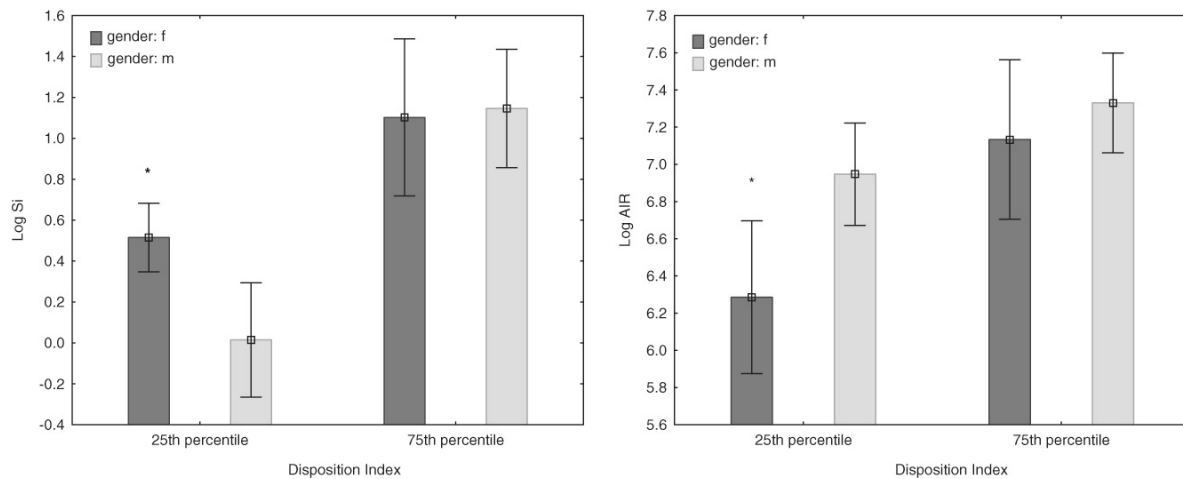 1.6
1.4
1.2
1.0
0.8
0.6
0.4
0.2
0.0
-0.2
-0.4
Log Si
gender: f
gender: m
*
25th percentile
75th percentile
Disposition Index
7.8
7.6
7.4
7.2
7.0
6.8
6.6
6.4
6.2
6.0
5.8
5.6
Log AIR
gender: f
gender: m
*
25th percentile
75th percentile
Disposition Index